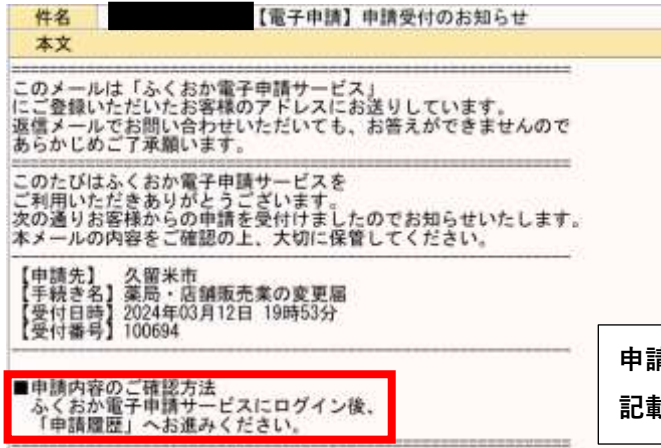 件名
【電子申請】申請受付のお知らせ
本文
このメールは「ふくおか電子申請サービス」
にご登録いただいたお客様のアドレスにお送りしています。
返信メールでお問い合わせいただいても、お答えができませんので
あらかじめご了承願います。
このたびはふくおか電子申請サービスを
ご利用いただきありがとうございます。
次の通りお客様からの申請を受付けましたのでお知らせいたします。
本メールの内容をご確認の上、大切に保管してください。
【申請先】 久留米市
【手続き名】薬局・店舗販売業の変更届
【受付日時】2024年03月12日 19時53分
【受付番号】100694
■申請内容のご確認方法
ふくおか電子申請サービスにログイン後、
「申請履歴」へお進みください。
申請
記載